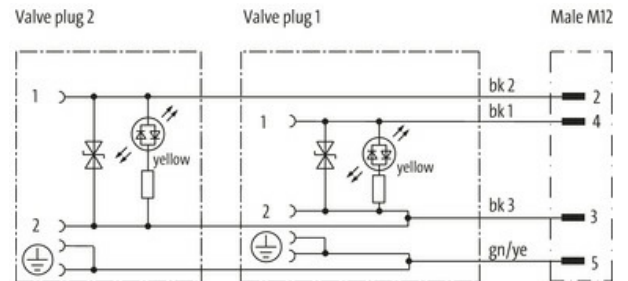 Valve plug 2 Valve plug 1 Male M12
1 bk 2 2
1 bk 1 4
yellow yellow
2 2 bk 3 3
gn/ye 5